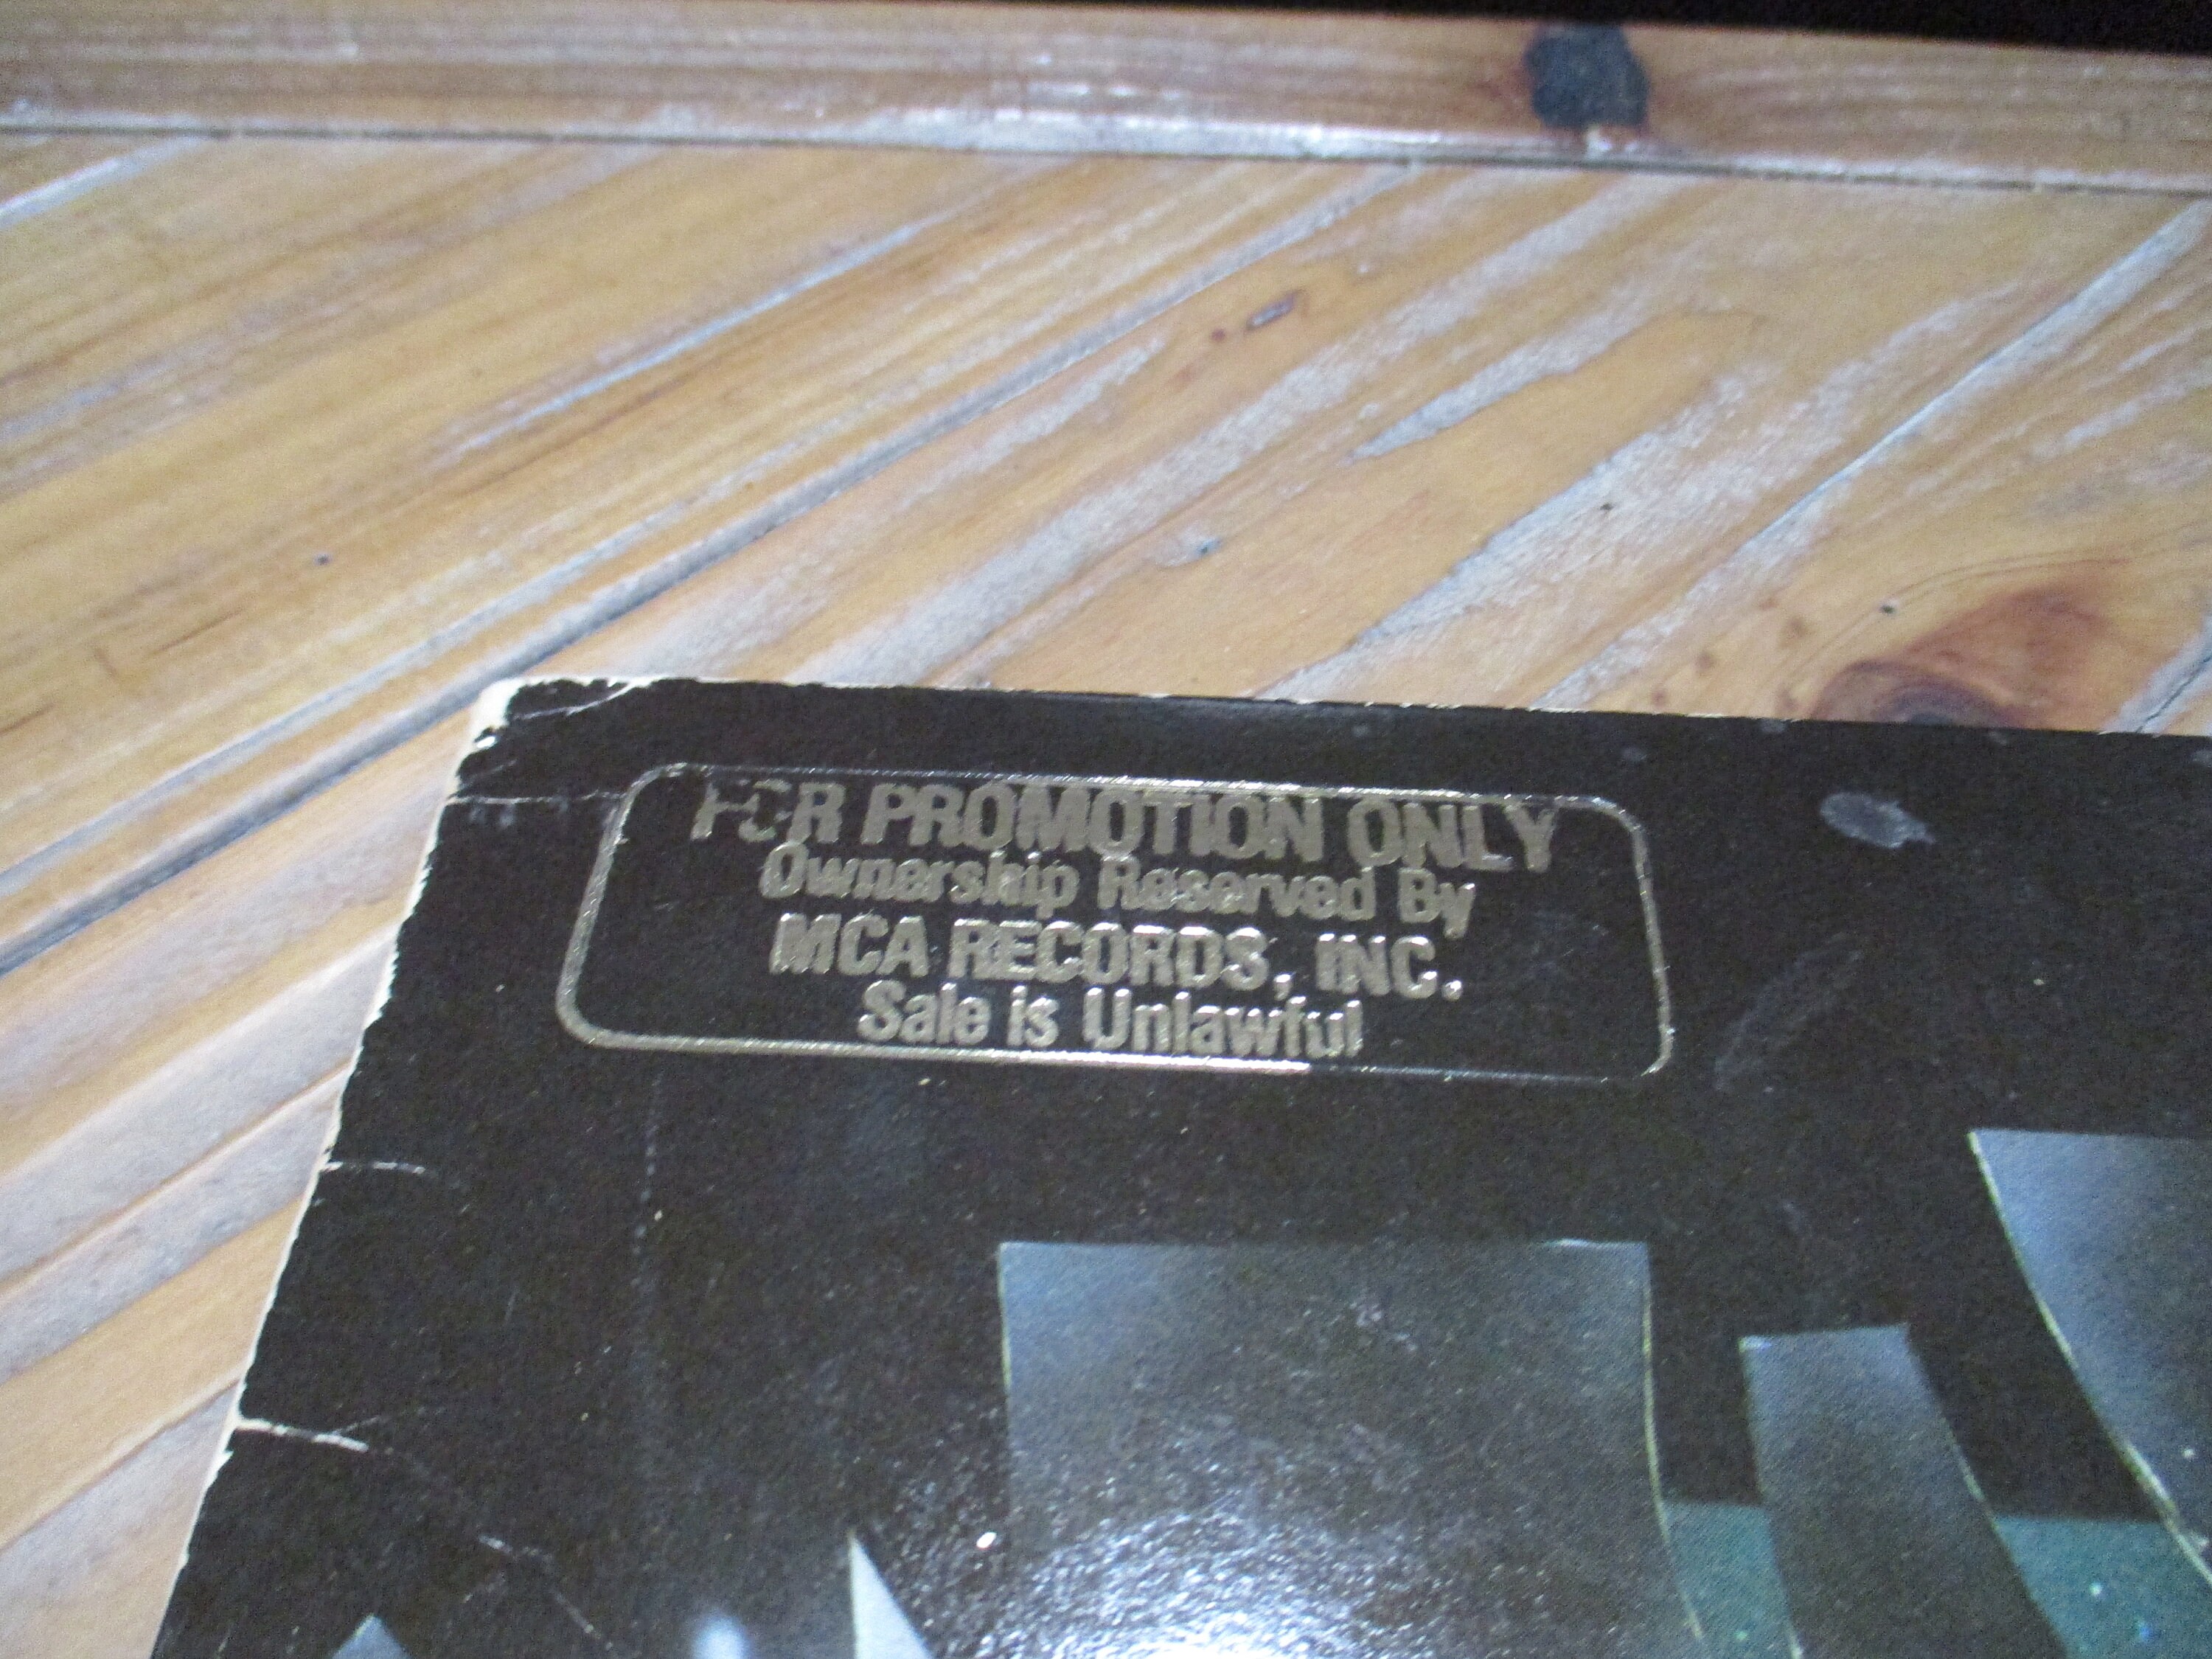 FOR PROMOTION ONLY
Ownership Reserved By
MCA RECORDS, INC.
Sale is Unlawful